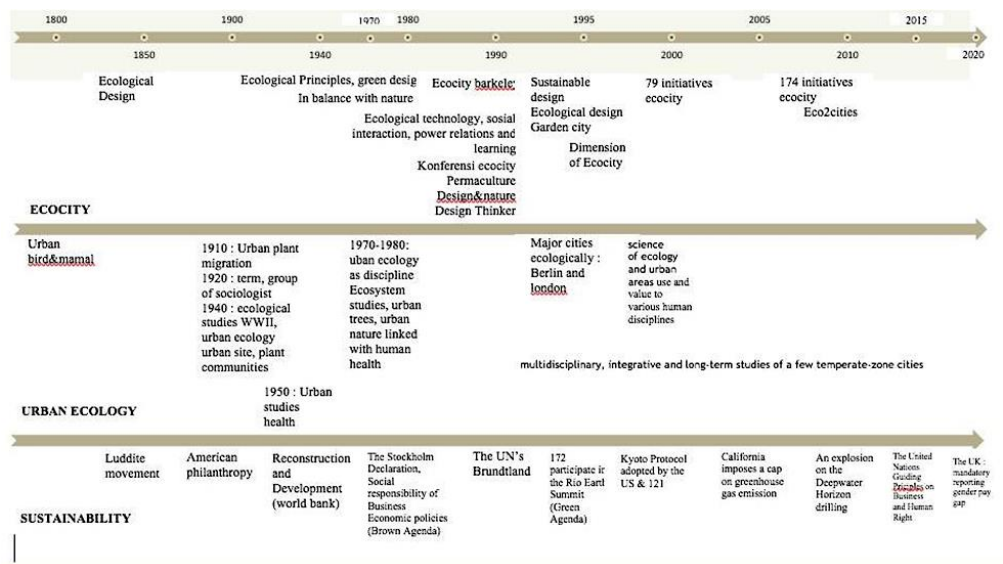 1800
1900
1970
1980
1995
2005
2015
1850
1940
1990
2000
2010
2020
Ecological
Design
Ecological Principles, green desig
In balance with nature
Ecological technology, sosial
interaction, power relations and
learning
Ecocity barkele
Konferensi ecocity
Permaculture
Design&nature
Design Thinker
Sustainable
design
Ecological design
Garden city
Dimension
of Ecocity
79 initiatives
ecocity
174 initiatives
ecocity
Eco2cities
ECOCITY
Urban
bird&mamal
1910 : Urban plant
migration
1920 : term, group
of sociologist
1940 : ecological
studies WWII,
urban ecology
urban site, plant
communities
1950 : Urban
studies
health
1970-1980:
uban ecology
as discipline
Ecosystem
studies, urban
trees, urban
nature linked
with human
health
Major cities
ecologically :
Berlin and
london
science
of ecology
and urban
areas use and
value to
various human
disciplines
multidisciplinary, integrative and long-term studies of a few temperate-zone cities
URBAN ECOLOGY
Luddite
movement
American
philanthropy
Reconstruction
and
Development
(world bank)
The Stockholm
Declaration,
Social
responsibility of
Business
Economic policies
(Brown Agenda)
The UN's
Brundtland
172
participate ir
the Rio Eartl
Summit
(Green
Agenda)
Kyoto Protocol
adopted by the
US & 121
California
imposes a cap
on greenhouse
gas emission
An explosion
on the
Deepwater
Horizon
drilling
The United
Nations
Guiding
on
Business
and Human
Right
The UK :
mandatory
reporting
gender pay
gap
SUSTAINABILITY